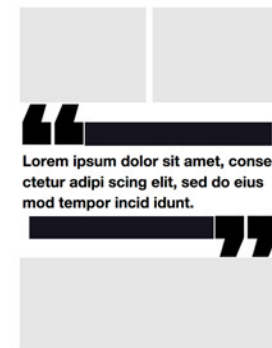 Lorem ipsum dolor sit amet, conse
ctetur adipi scing elit, sed do eius
mod tempor incid idunt.